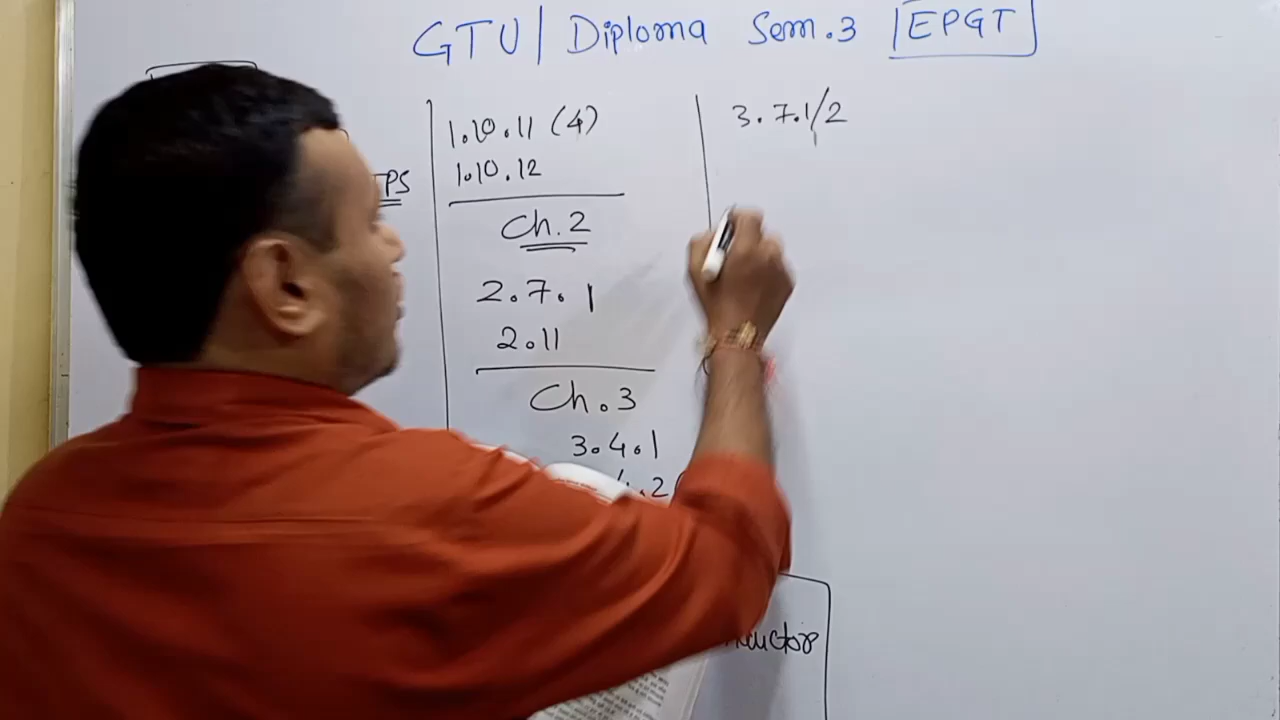 GTU | Diploma Sem.3 EPGT
TPS
1.10.11 (4)
1.10.12
Ch.2
2.7.1
2.11
Ch.3
3.4.1
3.7.1/2